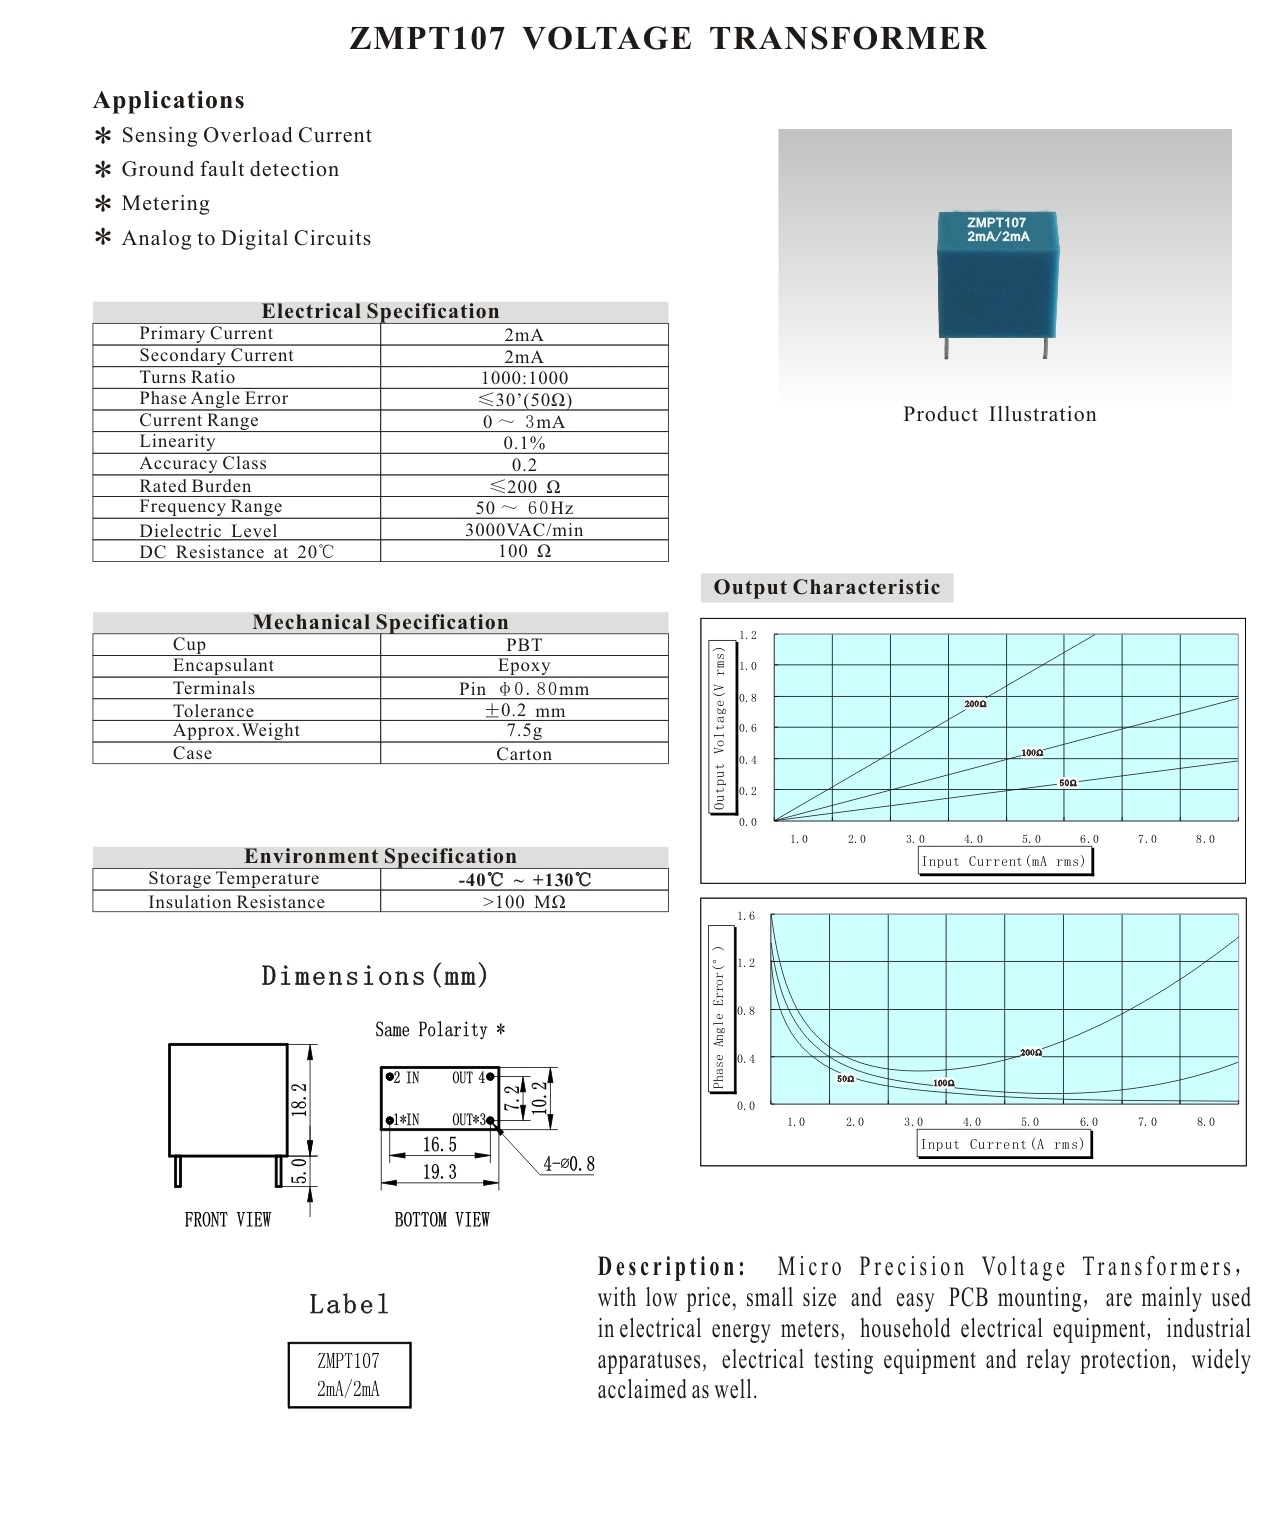 ZMPT107 VOLTAGE TRANSFORMER
Applications
* Sensing Overload Current
* Ground fault detection
* Metering
* Analog to Digital Circuits
ZMPT107
2mA/2mA
Product Illustration
Electrical Specification
Primary Current 2mA
Secondary Current 2mA
Turns Ratio 1000:1000
Phase Angle Error ≤30’(50Ω)
Current Range 0 ~ 3mA
Linearity 0.1%
Accuracy Class 0.2
Rated Burden ≤200 Ω
Frequency Range 50 ~ 60Hz
Dielectric Level 3000VAC/min
DC Resistance at 20℃ 100 Ω
Mechanical Specification
Cup PBT
Encapsulant Epoxy
Terminals Pin φ0.80mm
Tolerance ±0.2 mm
Approx.Weight 7.5g
Case Carton
Environment Specification
Storage Temperature -40℃ ~ +130℃
Insulation Resistance >100 MΩ
Output Characteristic
Output Voltage(V rms)
1.2
1.0
0.8
0.6
0.4
0.2
0.0
200Ω
100Ω
50Ω
1.0 2.0 3.0 4.0 5.0 6.0 7.0 8.0
Input Current(mA rms)
Phase Angle Error(°)
1.6
1.2
0.8
0.4
0.0
200Ω
50Ω
100Ω
1.0 2.0 3.0 4.0 5.0 6.0 7.0 8.0
Input Current(A rms)
Dimensions(mm)
Same Polarity *
18.2
5.0
FRONT VIEW
2 IN OUT 4
1*IN OUT*3
7.2
10.2
16.5
19.3
4-⌀0.8
BOTTOM VIEW
Label
ZMPT107
2mA/2mA
Description: Micro Precision Voltage Transformers,
with low price, small size and easy PCB mounting, are mainly used
in electrical energy meters, household electrical equipment, industrial
apparatuses, electrical testing equipment and relay protection, widely
acclaimed as well.